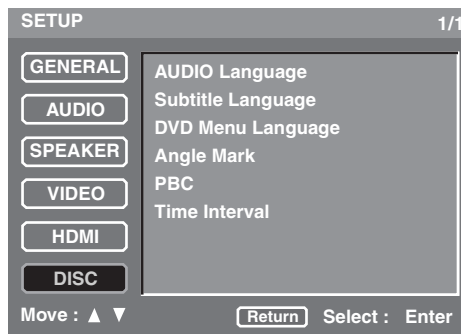 SETUP 1/1
GENERAL
AUDIO
SPEAKER
VIDEO
HDMI
DISC
AUDIO Language
Subtitle Language
DVD Menu Language
Angle Mark
PBC
Time Interval
Move : ▲ ▼ Return Select : Enter